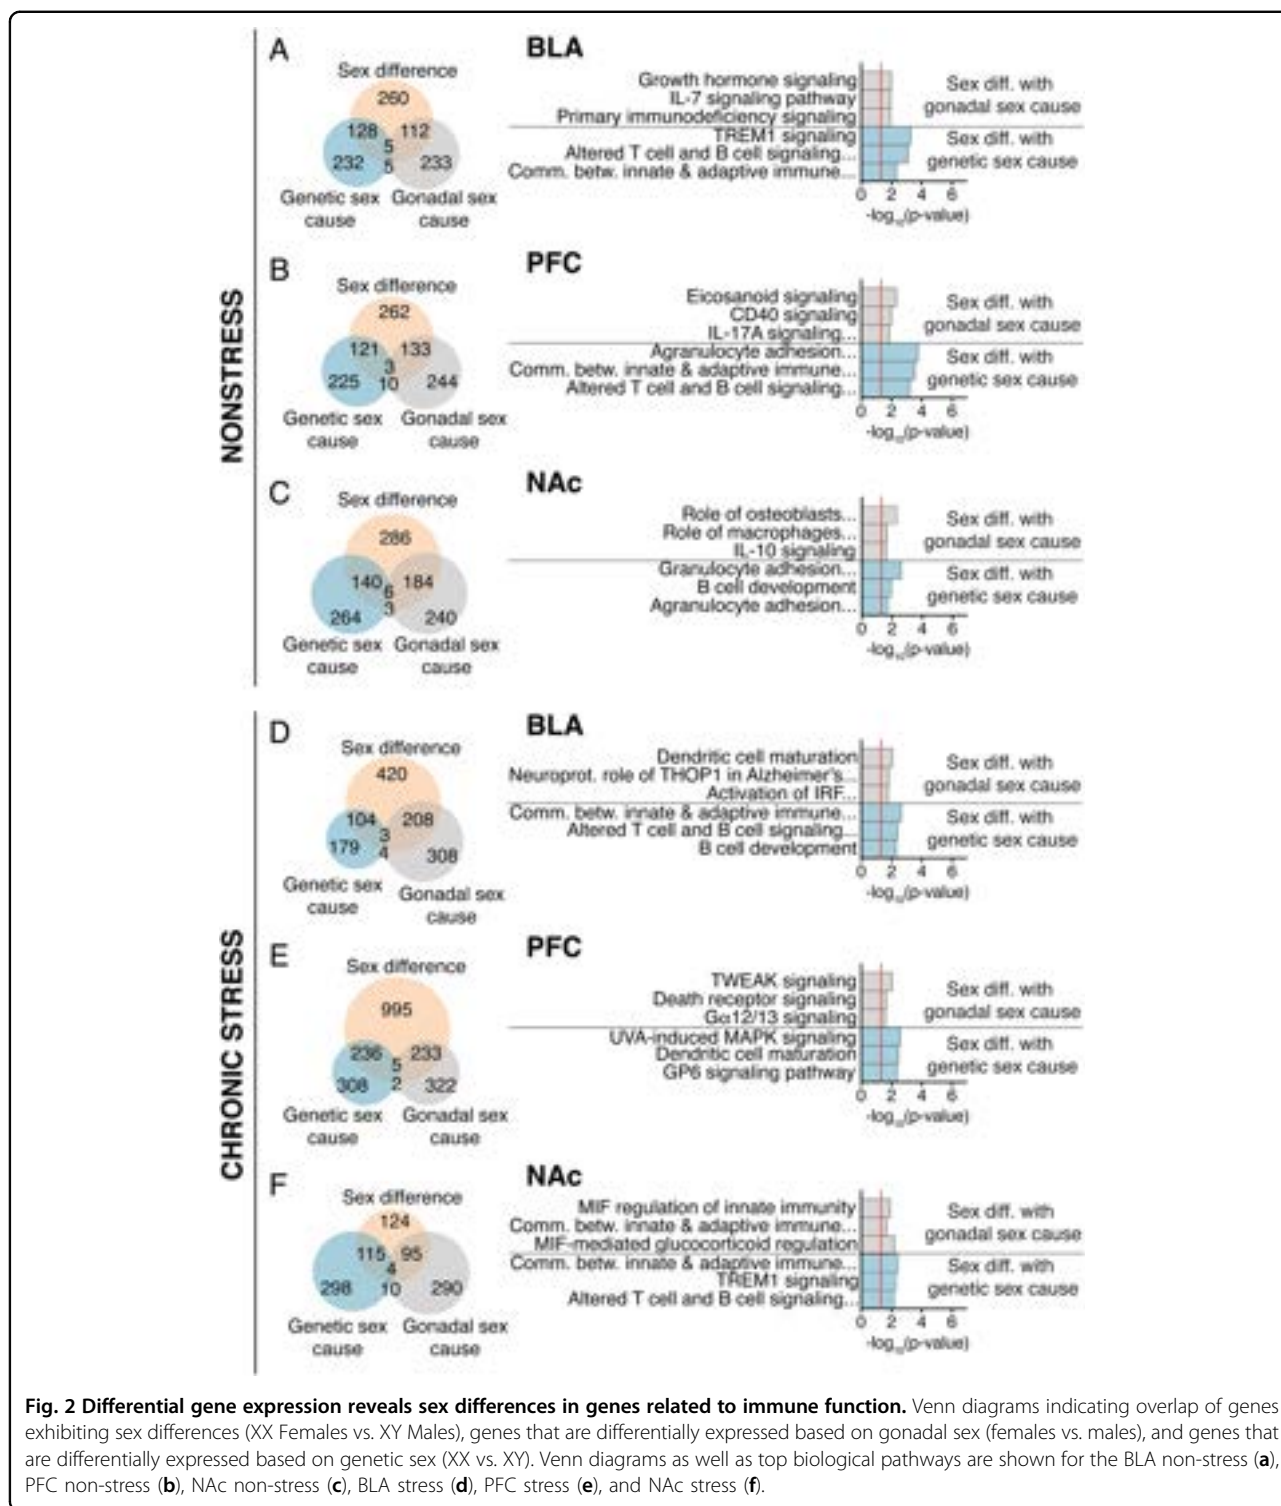 NONSTRESS
A
BLA
Sex difference
260
128
112
5
232
5
233
Genetic sex cause
Gonadal sex cause
Growth hormone signaling
IL-7 signaling pathway
Primary immunodeficiency signaling
TREM1 signaling
Altered T cell and B cell signaling...
Comm. betw. innate & adaptive immune...
Sex diff. with
gonadal sex cause
Sex diff. with
genetic sex cause
0 2 4 6
-log10(p-value)
B
PFC
Sex difference
262
121
133
3
225
10
244
Genetic sex cause
Gonadal sex cause
Eicosanoid signaling
CD40 signaling
IL-17A signaling...
Agranulocyte adhesion...
Comm. betw. innate & adaptive immune...
Altered T cell and B cell signaling...
Sex diff. with
gonadal sex cause
Sex diff. with
genetic sex cause
0 2 4 6
-log10(p-value)
C
NAc
Sex difference
286
140
184
6
264
3
240
Genetic sex cause
Gonadal sex cause
Role of osteoblasts...
Role of macrophages...
IL-10 signaling
Granulocyte adhesion...
B cell development
Agranulocyte adhesion...
Sex diff. with
gonadal sex cause
Sex diff. with
genetic sex cause
0 2 4 6
-log10(p-value)
CHRONIC STRESS
D
BLA
Sex difference
420
104
208
3
179
4
308
Genetic sex cause
Gonadal sex cause
Dendritic cell maturation
Neuroprot. role of THOP1 in Alzheimer's...
Activation of IRF...
Comm. betw. innate & adaptive immune...
Altered T cell and B cell signaling...
B cell development
Sex diff. with
gonadal sex cause
Sex diff. with
genetic sex cause
0 2 4 6
-log10(p-value)
E
PFC
Sex difference
995
236
233
5
308
2
322
Genetic sex cause
Gonadal sex cause
TWEAK signaling
Death receptor signaling
Gα12/13 signaling
UVA-induced MAPK signaling
Dendritic cell maturation
GP6 signaling pathway
Sex diff. with
gonadal sex cause
Sex diff. with
genetic sex cause
0 2 4 6
-log10(p-value)
F
NAc
Sex difference
124
115
95
4
298
10
290
Genetic sex cause
Gonadal sex cause
MIF regulation of innate immunity
Comm. betw. innate & adaptive immune...
MIF-mediated glucocorticoid regulation
Comm. betw. innate & adaptive immune...
TREM1 signaling
Altered T cell and B cell signaling...
Sex diff. with
gonadal sex cause
Sex diff. with
genetic sex cause
0 2 4 6
-log10(p-value)
Fig. 2 Differential gene expression reveals sex differences in genes related to immune function. Venn diagrams indicating overlap of genes
exhibiting sex differences (XX Females vs. XY Males), genes that are differentially expressed based on gonadal sex (females vs. males), and genes that
are differentially expressed based on genetic sex (XX vs. XY). Venn diagrams as well as top biological pathways are shown for the BLA non-stress (a),
PFC non-stress (b), NAc non-stress (c), BLA stress (d), PFC stress (e), and NAc stress (f).